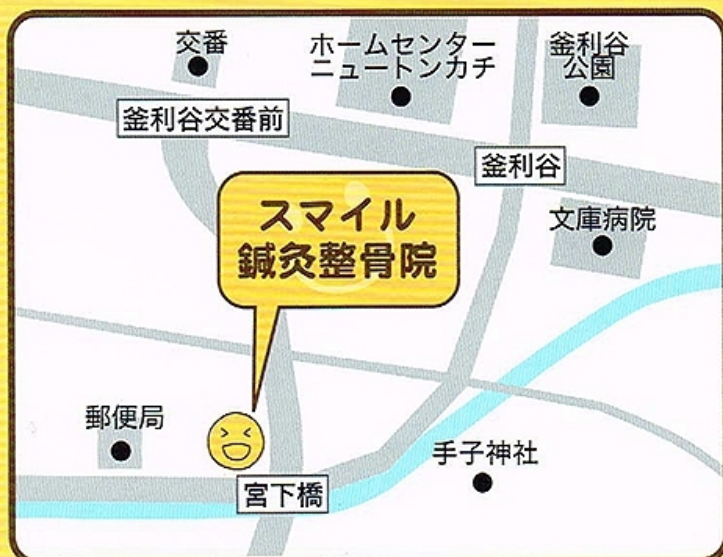 交番
ホームセンター
ニュートンカチ
釜利谷
公園
釜利谷交番前
釜利谷
スマイル
鍼灸整骨院
文庫病院
郵便局
手子神社
宮下橋